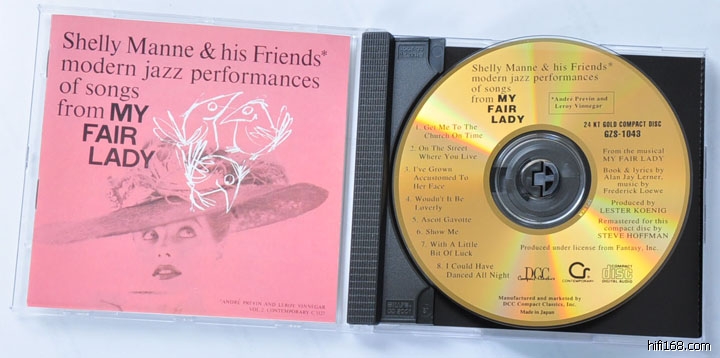 Shelly Manne & his Friends*
modern jazz performances
of songs
from MY
FAIR
LADY
*ANDRÉ PREVIN AND LEROY VINNEGAR
VOL. 2 CONTEMPORARY C
Shelly Manne & his Friends*
modern jazz performances
of songs
from MY
FAIR
LADY
*André Previn and
Leroy Vinnegar
24 KT GOLD COMPACT DISC
GZS-1043
1. Get Me To The
Church On Time
2. On The Street
Where You Live
3. I've Grown
Accustomed To
Her Face
4. Wouldn't It Be
Loverly
5. Ascot Gavotte
6. Show Me
7. With A Little
Bit Of Luck
8. I Could Have
Danced All Night
From the musical
MY FAIR LADY
Book & lyrics by
Alan Jay Lerner,
music by
Frederick Loewe
Produced by
LESTER KOENIG
Remastered for this
compact disc by
STEVE HOFFMAN
Produced under license from Fantasy, Inc.
DCC
Compact Classics
Cr
CONTEMPORARY
COMPACT
disc
DIGITAL AUDIO
Manufactured and marketed by
DCC Compact Classics, Inc.
Made in Japan
hifi168.com